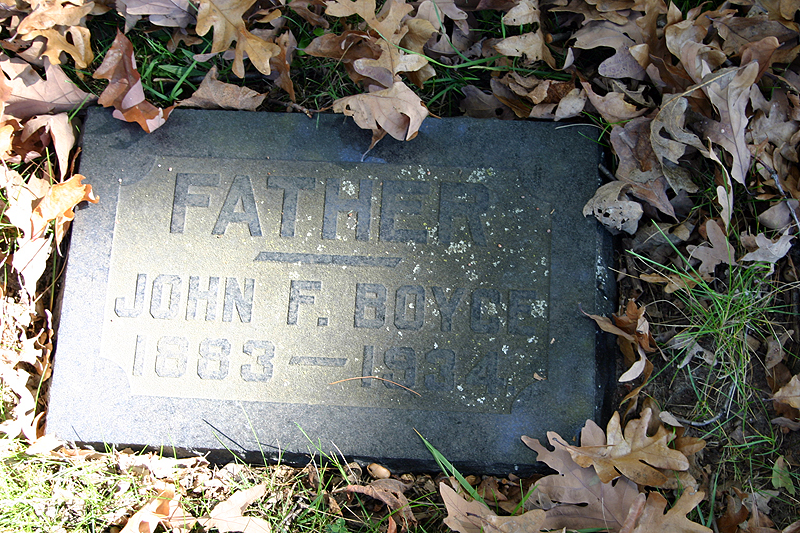 FATHER
JOHN F. BOYCE
1883 — 1934